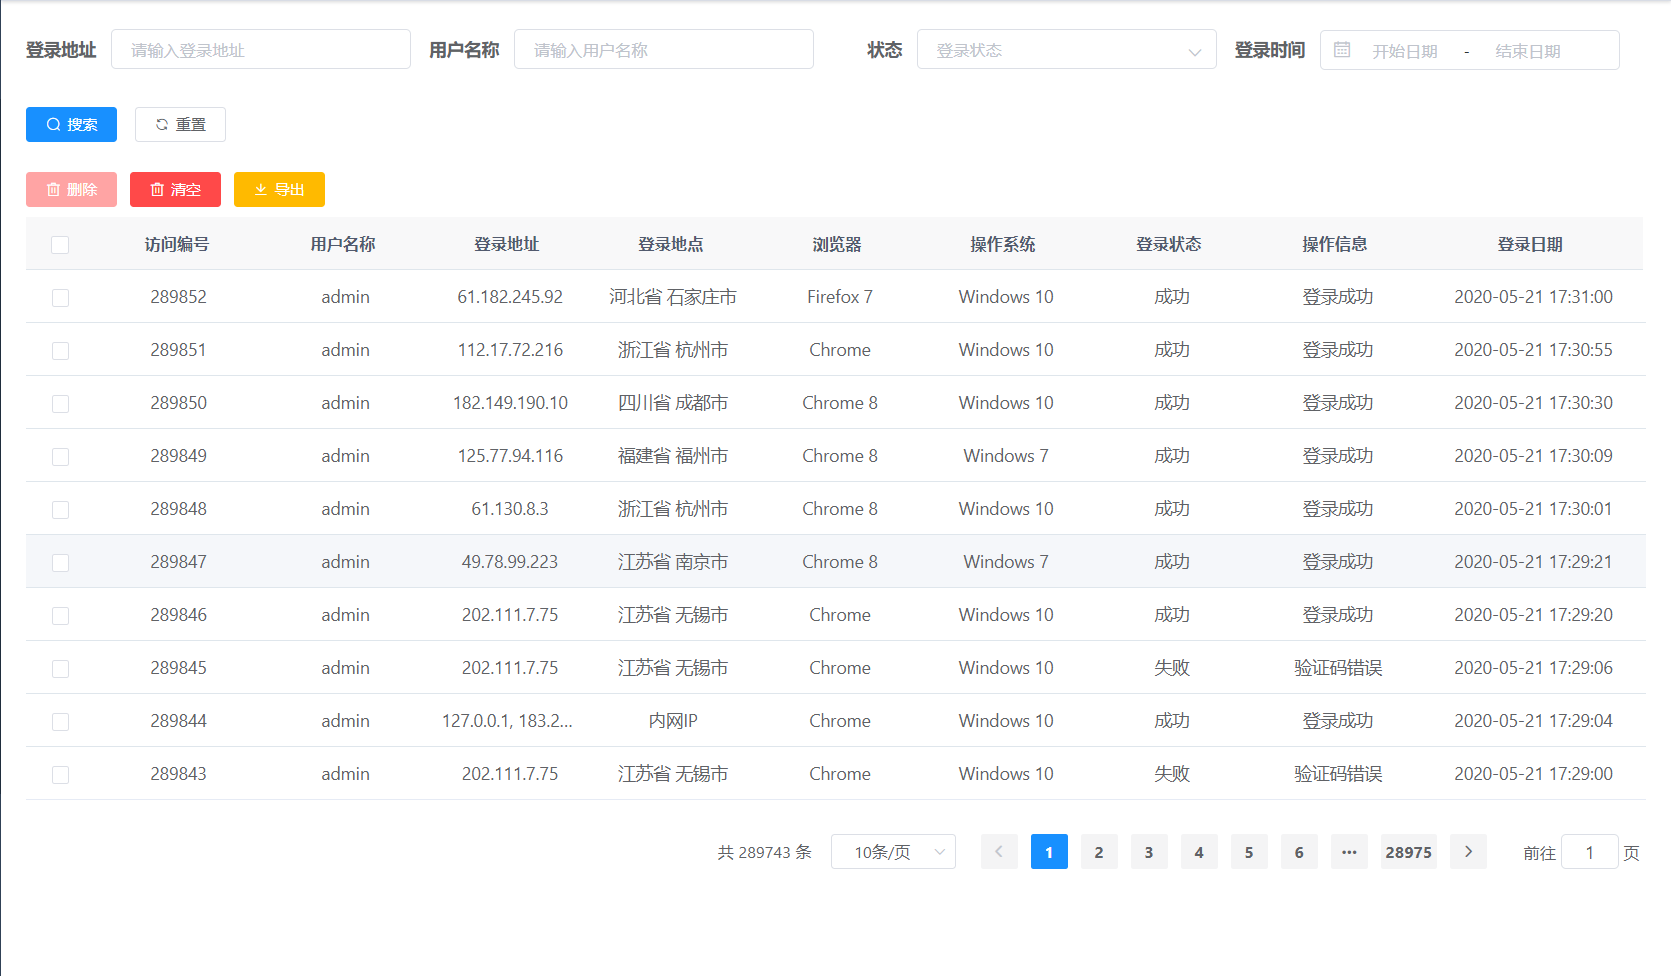 登录地址 请输入登录地址 用户名称 请输入用户名称 状态 登录状态 登录时间 开始日期 - 结束日期
搜索 重置
删除 清空 导出
访问编号 用户名称 登录地址 登录地点 浏览器 操作系统 登录状态 操作信息 登录日期
289852 admin 61.182.245.92 河北省 石家庄市 Firefox 7 Windows 10 成功 登录成功 2020-05-21 17:31:00
289851 admin 112.17.72.216 浙江省 杭州市 Chrome Windows 10 成功 登录成功 2020-05-21 17:30:55
289850 admin 182.149.190.10 四川省 成都市 Chrome 8 Windows 10 成功 登录成功 2020-05-21 17:30:30
289849 admin 125.77.94.116 福建省 福州市 Chrome 8 Windows 7 成功 登录成功 2020-05-21 17:30:09
289848 admin 61.130.8.3 浙江省 杭州市 Chrome 8 Windows 10 成功 登录成功 2020-05-21 17:30:01
289847 admin 49.78.99.223 江苏省 南京市 Chrome 8 Windows 7 成功 登录成功 2020-05-21 17:29:21
289846 admin 202.111.7.75 江苏省 无锡市 Chrome Windows 10 成功 登录成功 2020-05-21 17:29:20
289845 admin 202.111.7.75 江苏省 无锡市 Chrome Windows 10 失败 验证码错误 2020-05-21 17:29:06
289844 admin 127.0.0.1, 183.2... 内网IP Chrome Windows 10 成功 登录成功 2020-05-21 17:29:04
289843 admin 202.111.7.75 江苏省 无锡市 Chrome Windows 10 失败 验证码错误 2020-05-21 17:29:00
共 289743 条 10条/页 1 2 3 4 5 6 ··· 28975 前往 1 页